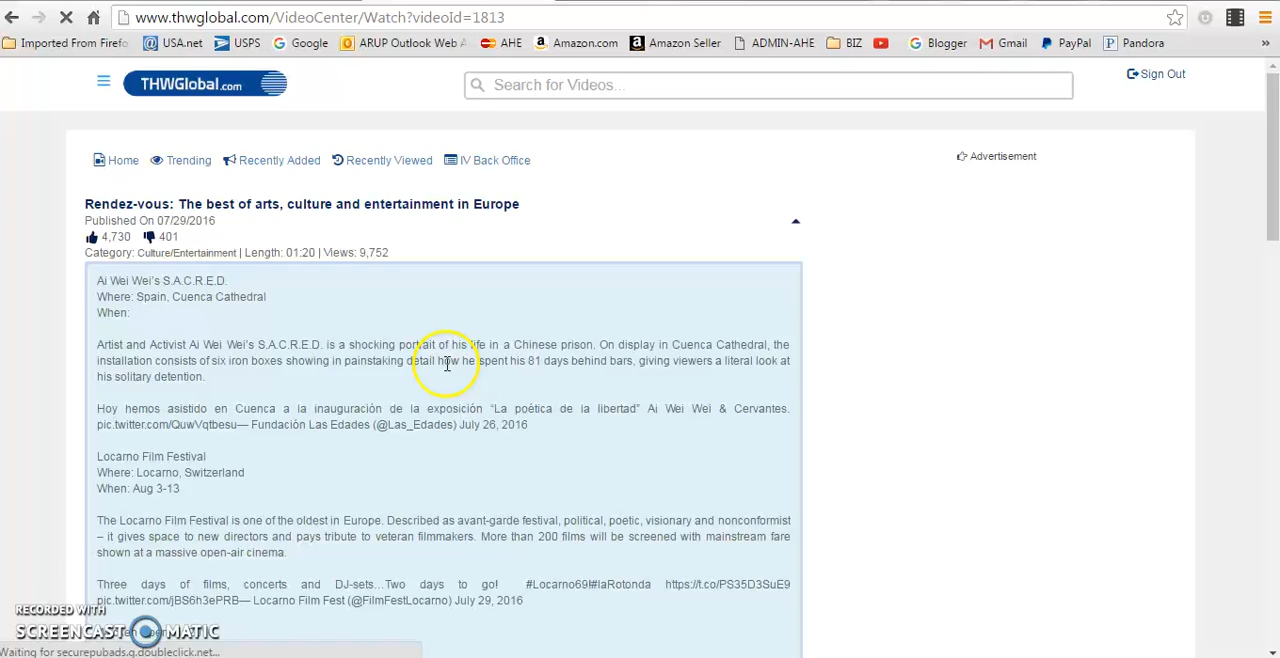 www.thwglobal.com/VideoCenter/Watch?videoId=1813
Imported From Firefo @USA.net USPS Google ARUP Outlook Web A AHE Amazon.com Amazon Seller ADMIN-AHE BIZ Blogger Gmail PayPal Pandora »
THWGlobal.com
Search for Videos...
Sign Out
Home Trending Recently Added Recently Viewed IV Back Office
Advertisement
Rendez-vous: The best of arts, culture and entertainment in Europe
Published On 07/29/2016
4,730 401
Category: Culture/Entertainment | Length: 01:20 | Views: 9,752
Ai Wei Wei's S.A.C.R.E.D.
Where: Spain, Cuenca Cathedral
When:
Artist and Activist Ai Wei Wei's S.A.C.R.E.D. is a shocking portrait of his life in a Chinese prison. On display in Cuenca Cathedral, the
installation consists of six iron boxes showing in painstaking detail how he spent his 81 days behind bars, giving viewers a literal look at
his solitary detention.
Hoy hemos asistido en Cuenca a la inauguración de la exposición “La poética de la libertad” Ai Wei Wei & Cervantes.
pic.twitter.com/QuwVqtbesu— Fundación Las Edades (@Las_Edades) July 26, 2016
Locarno Film Festival
Where: Locarno, Switzerland
When: Aug 3-13
The Locarno Film Festival is one of the oldest in Europe. Described as avant-garde festival, political, poetic, visionary and nonconformist
– it gives space to new directors and pays tribute to veteran filmmakers. More than 200 films will be screened with mainstream fare
shown at a massive open-air cinema.
Three days of films, concerts and DJ-sets…Two days to go! #Locarno69!#laRotonda https://t.co/PS35D3SuE9
pic.twitter.com/jBS6h3ePRB— Locarno Film Fest (@FilmFestLocarno) July 29, 2016
RECORDED WITH
SCREENCAST MATIC
Waiting for securepubads.g.doubleclick.net...